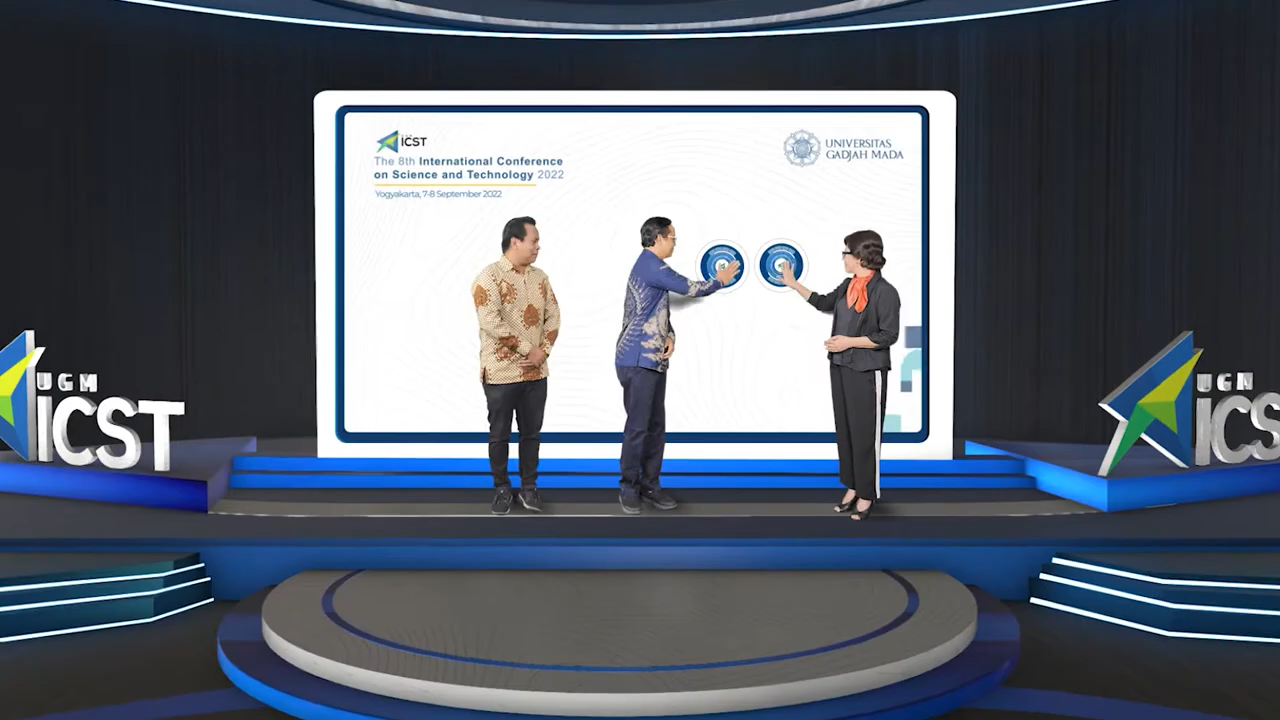 UGM
ICST
The 8th International Conference
on Science and Technology 2022
Yogyakarta, 7-8 September 2022
UNIVERSITAS
GADJAH MADA
UGM
ICST
UGM
ICS